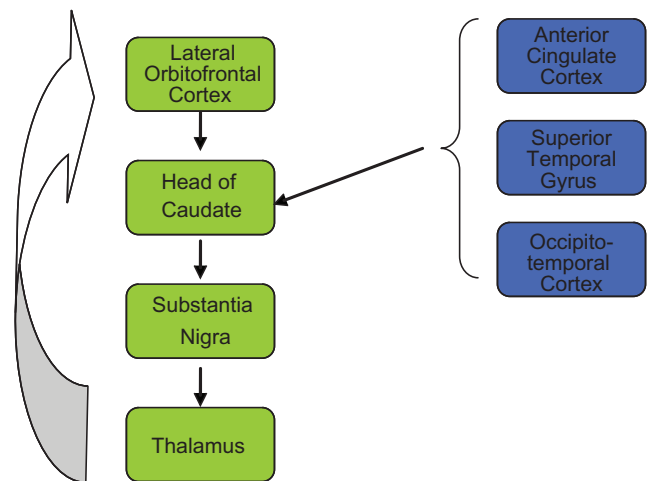 Lateral
Orbitofrontal
Cortex
Head of
Caudate
Substantia
Nigra
Thalamus
Anterior
Cingulate
Cortex
Superior
Temporal
Gyrus
Occipito-
temporal
Cortex